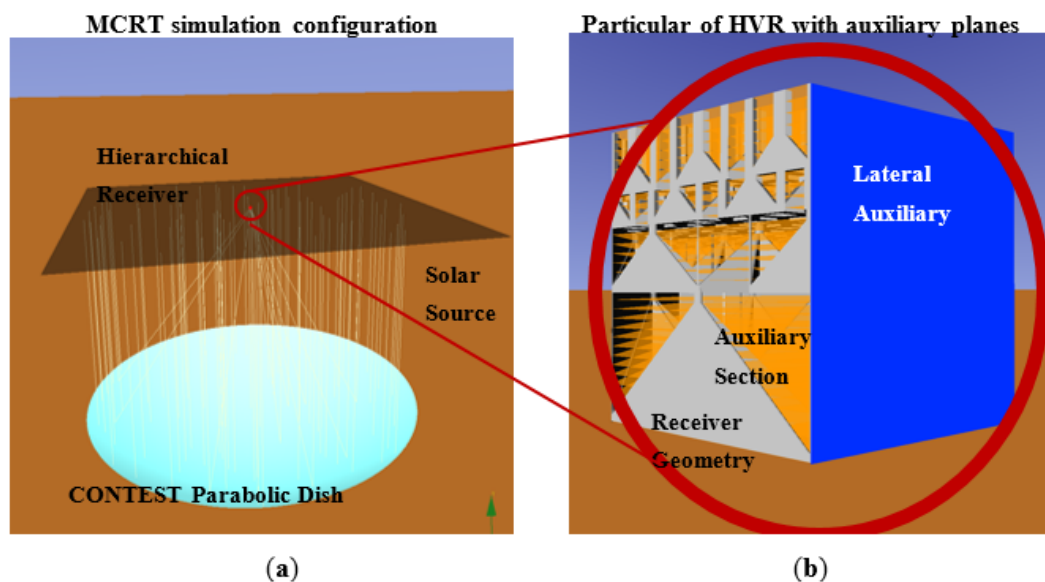 MCRT simulation configuration
Particular of HVR with auxiliary planes
Hierarchical
Receiver
Solar
Source
CONTEST Parabolic Dish
Lateral
Auxiliary
Auxiliary
Section
Receiver
Geometry
(a)
(b)